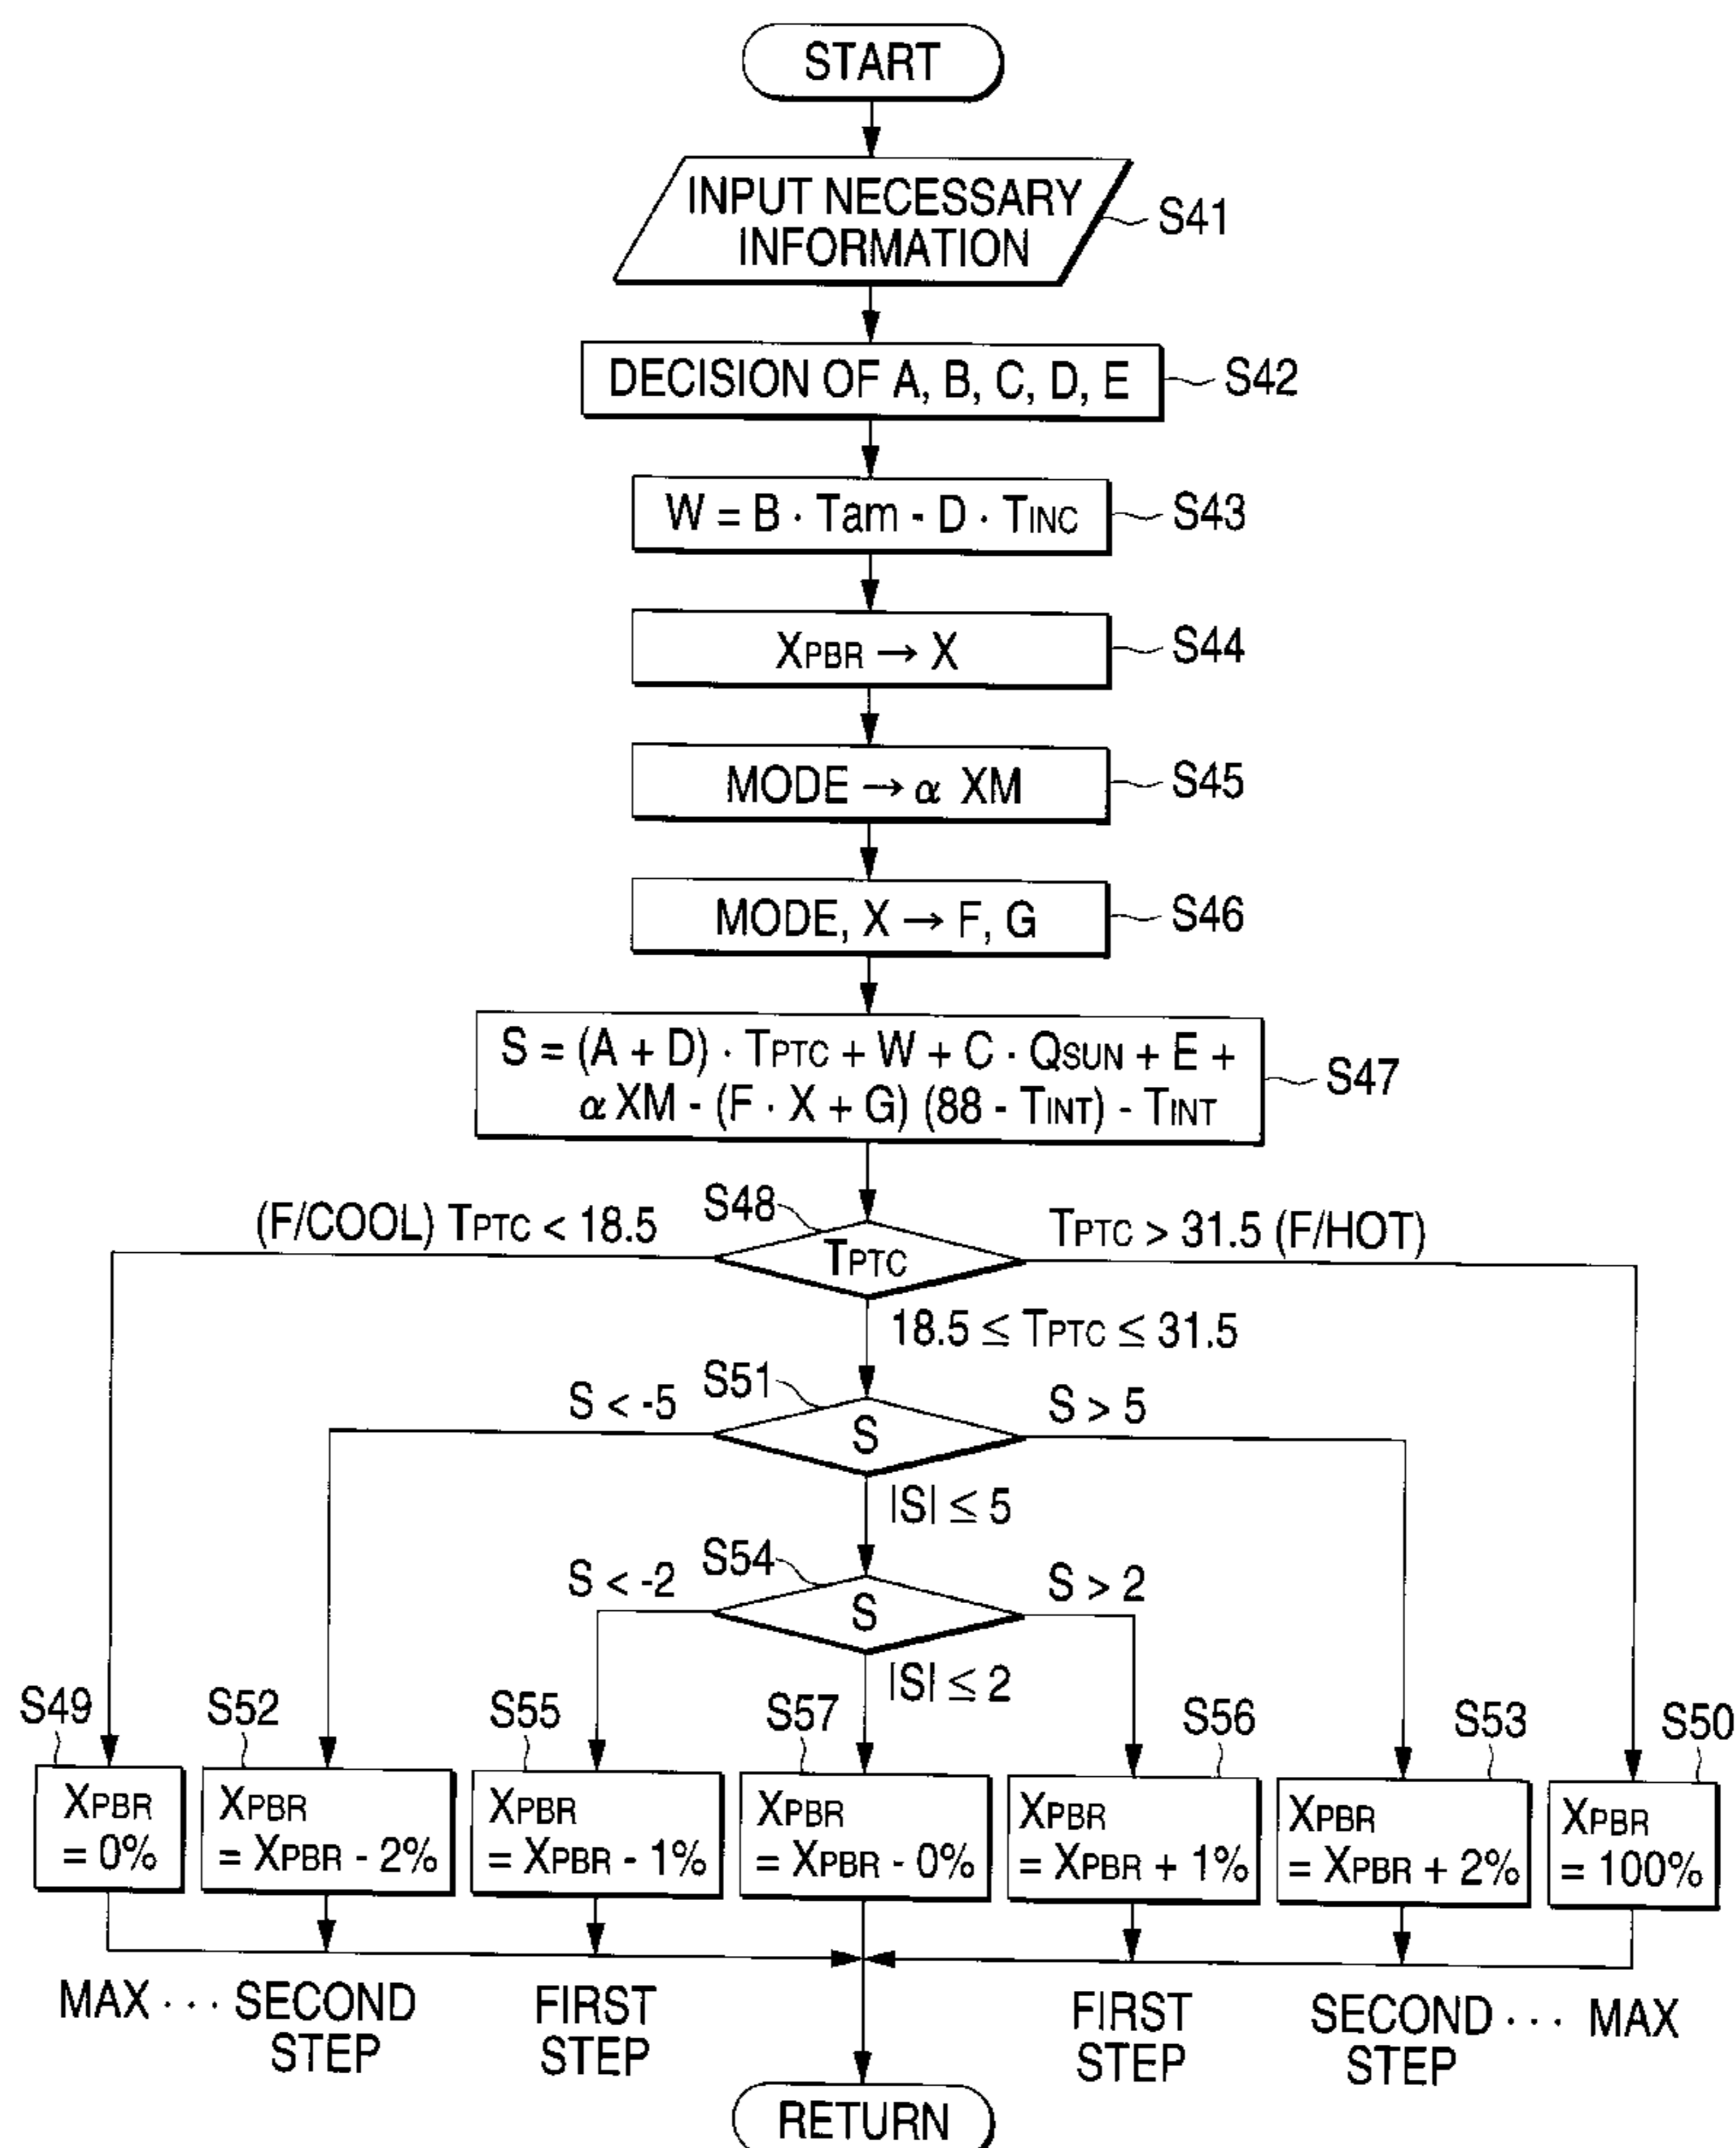 START
INPUT NECESSARY
INFORMATION
S41
DECISION OF A, B, C, D, E
S42
W = B · Tam - D · TINC
S43
XPBR → X
S44
MODE → α XM
S45
MODE, X → F, G
S46
S = (A + D) · TPTC + W + C · QSUN + E +
α XM - (F · X + G) (88 - TINT) - TINT
S47
(F/COOL) TPTC < 18.5
S48
TPTC
TPTC > 31.5 (F/HOT)
18.5 ≤ TPTC ≤ 31.5
S < -5
S51
S
S > 5
|S| ≤ 5
S < -2
S54
S
S > 2
|S| ≤ 2
S49
XPBR
= 0%
S52
XPBR
= XPBR - 2%
S55
XPBR
= XPBR - 1%
S57
XPBR
= XPBR - 0%
S56
XPBR
= XPBR + 1%
S53
XPBR
= XPBR + 2%
S50
XPBR
= 100%
MAX · · · SECOND
STEP
FIRST
STEP
FIRST
STEP
SECOND · · · MAX
STEP
RETURN